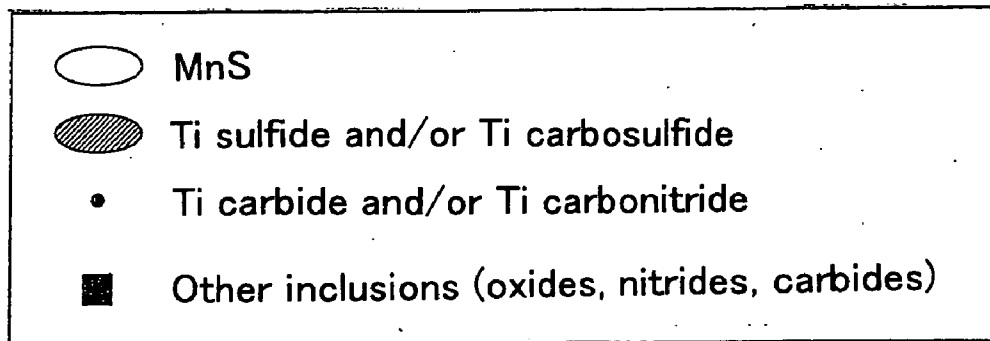 MnS
Ti sulfide and/or Ti carbosulfide
Ti carbide and/or Ti carbonitride
Other inclusions (oxides, nitrides, carbides)